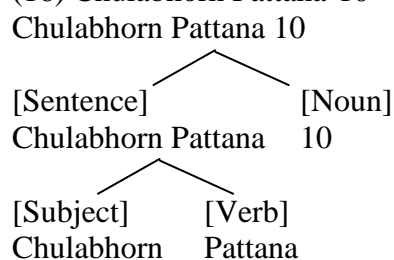 Chulabhorn Pattana 10
[Sentence] [Noun]
Chulabhorn Pattana 10
[Subject] [Verb]
Chulabhorn Pattana